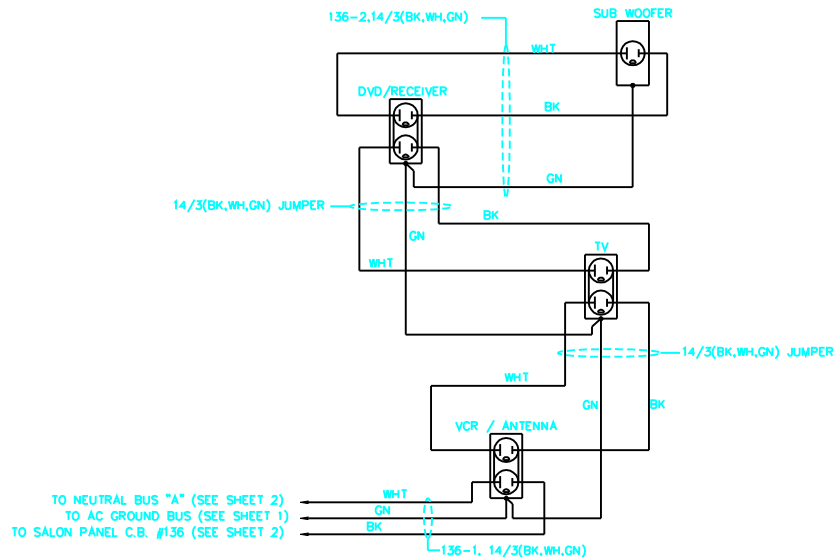 136-2,14/3(BK,WH,GN)
SUB WOOFER
WHT
DVD/RECEIVER
BK
GN
14/3(BK,WH,GN) JUMPER
BK
GN
TV
WHT
14/3(BK,WH,GN) JUMPER
WHT
GN
BK
VCR / ANTENNA
WHT
TO NEUTRAL BUS "A" (SEE SHEET 2)
GN
TO AC GROUND BUS (SEE SHEET 1)
BK
TO SALON PANEL C.B. #136 (SEE SHEET 2)
136-1, 14/3(BK,WH,GN)